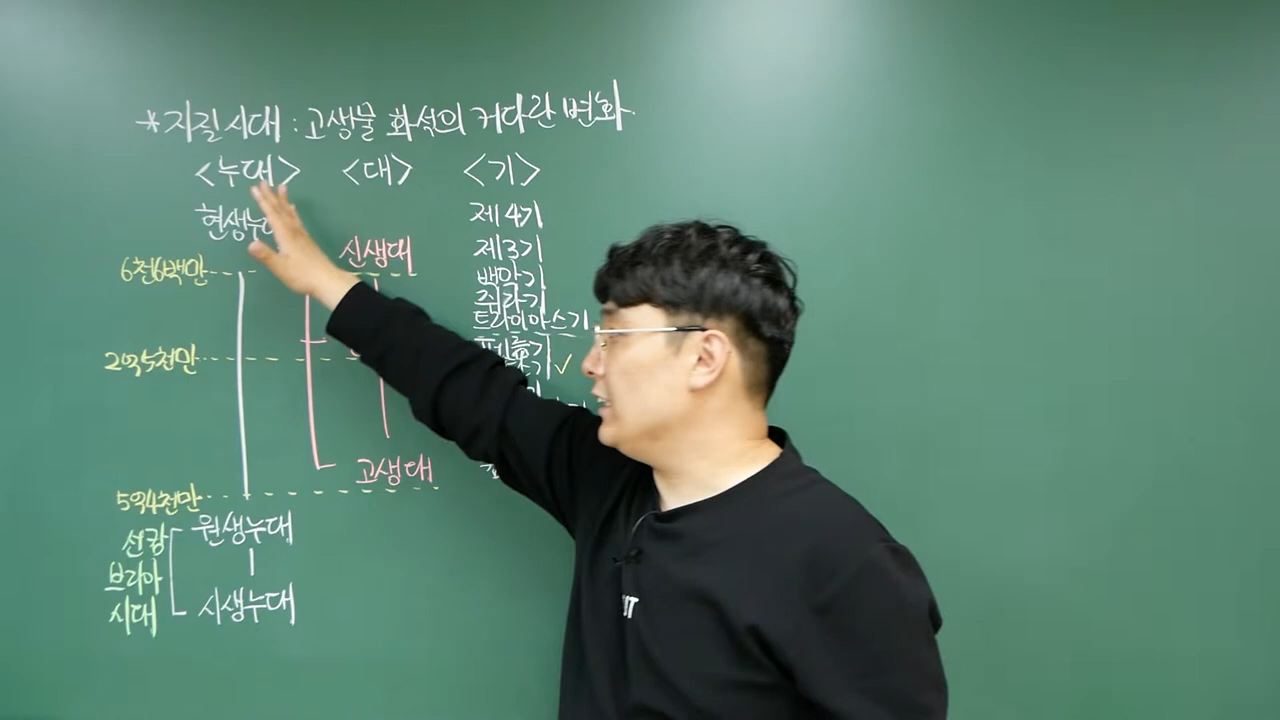 *지질시대 : 고생물 화석의 커다란 변화.
<누대> <대> <기>
현생누대
제4기
신생대
제3기
6천6백만
백악기
쥐라기
트라이아스기
페름기
2억5천만
고생대
5억4천만
원생누대
선캄
브리아
시대
시생누대